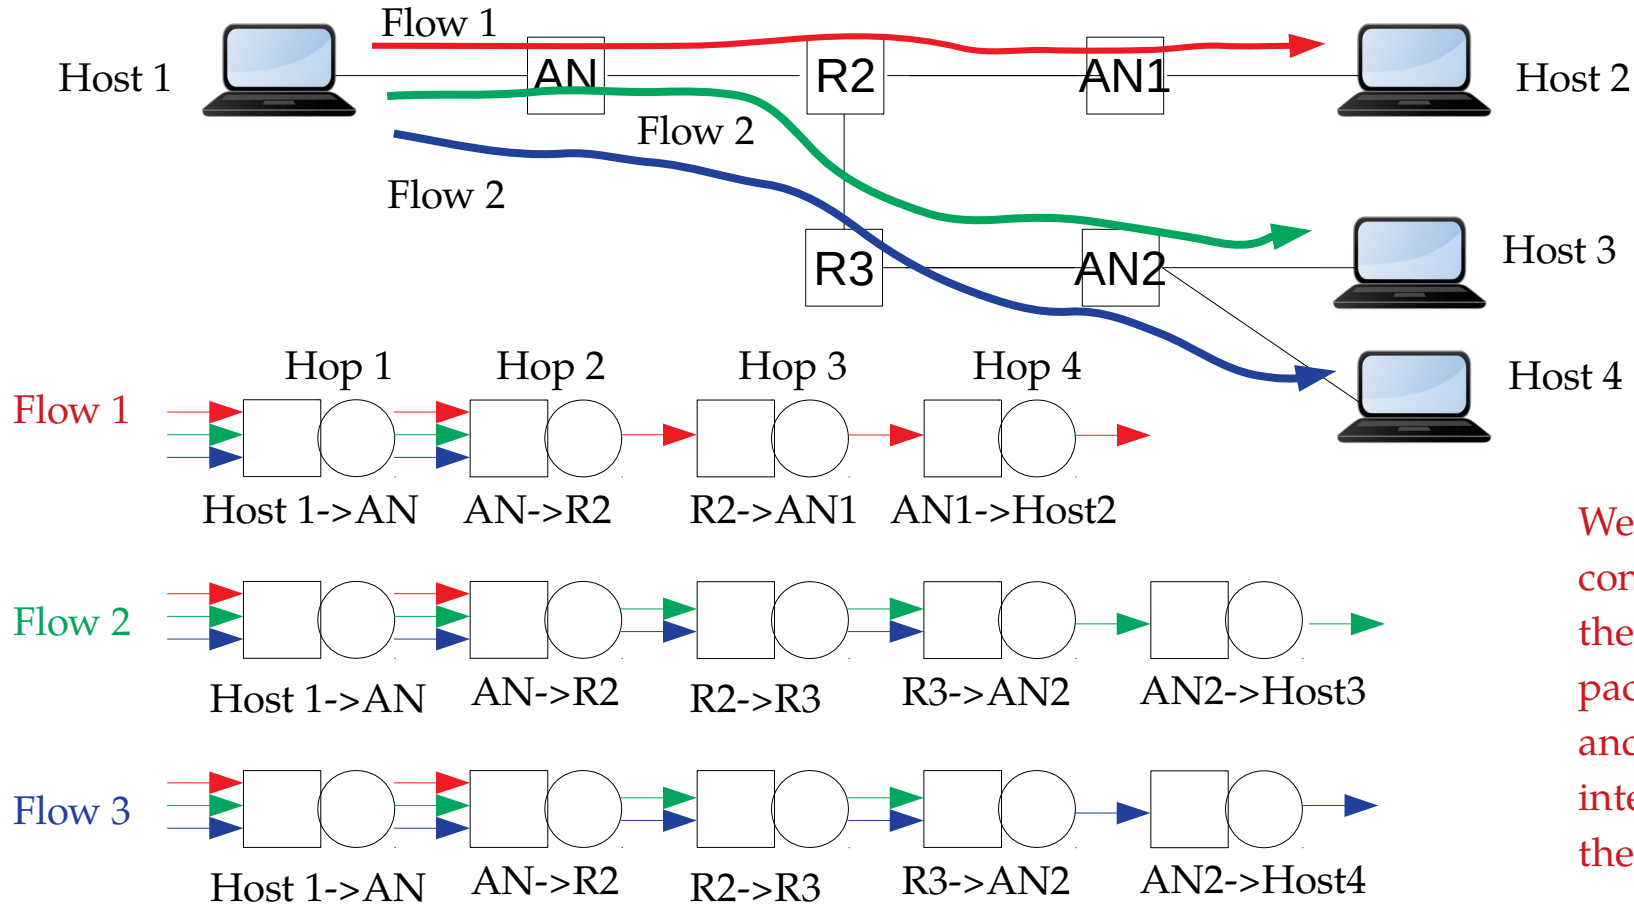 Flow 1
Host 1
AN
R2
AN1
Host 2
Flow 2
Flow 2
R3
AN2
Host 3
Host 4
Hop 1
Hop 2
Hop 3
Hop 4
Flow 1
Host 1->AN
AN->R2
R2->AN1
AN1->Host2
We
con
the
pac
and
inte
the
Flow 2
Host 1->AN
AN->R2
R2->R3
R3->AN2
AN2->Host3
Flow 3
Host 1->AN
AN->R2
R2->R3
R3->AN2
AN2->Host4